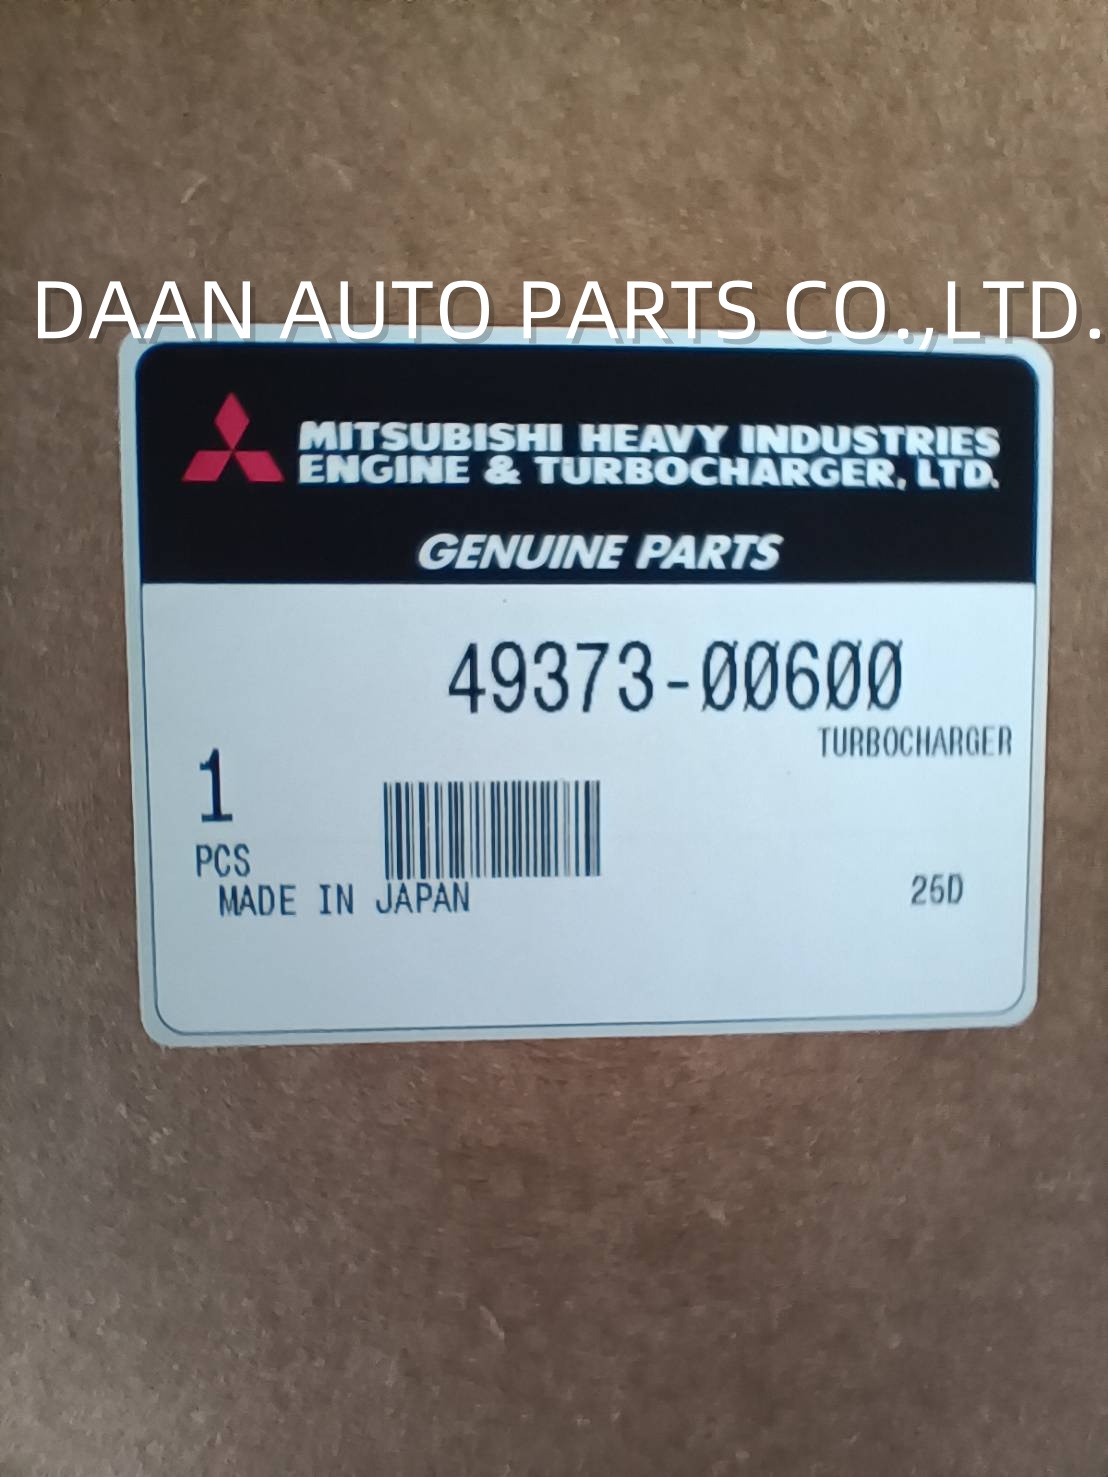 DAAN AUTO PARTS CO.,LTD.
MITSUBISHI HEAVY INDUSTRIES
ENGINE & TURBOCHARGER, LTD.
GENUINE PARTS
49373-00600
TURBOCHARGER
1
PCS
MADE IN JAPAN
26D